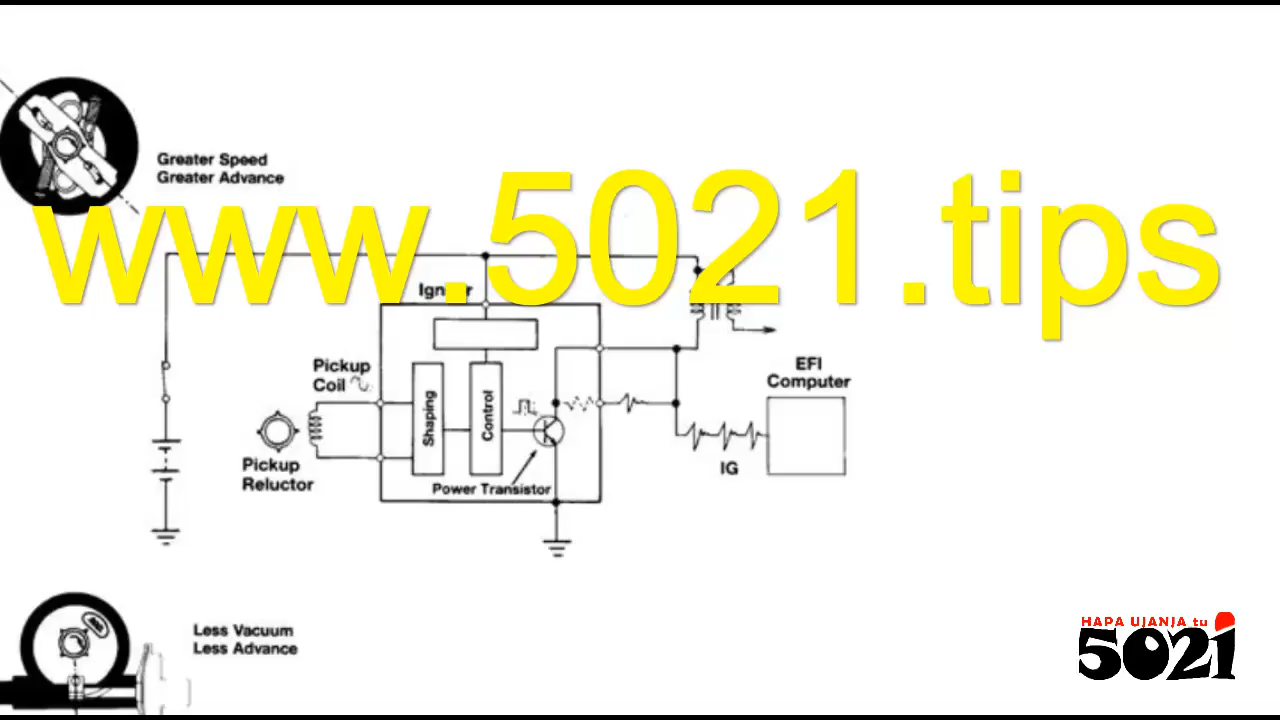 Greater Speed
Greater Advance
www.5021.tips
Igniter
Pickup
Coil
EFI
Computer
Shaping
Control
Pickup
Reluctor
IG
Power Transistor
Less Vacuum
Less Advance
HAPA UJANJA tu
5021